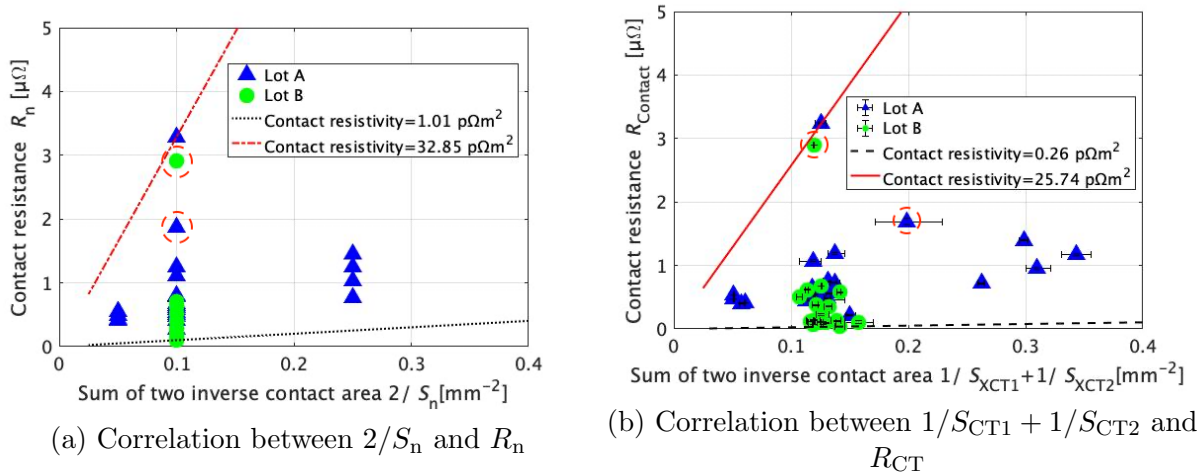 5
4
3
2
1
0
0
0.1
0.2
0.3
0.4
Contact resistance R_n [μΩ]
Lot A
Lot B
Contact resistivity=1.01 pΩm²
Contact resistivity=32.85 pΩm²
Sum of two inverse contact area 2/ S_n[mm⁻²]
(a) Correlation between 2/S_n and R_n
5
4
3
2
1
0
0
0.1
0.2
0.3
0.4
Contact resistance R_Contact [μΩ]
Lot A
Lot B
Contact resistivity=0.26 pΩm²
Contact resistivity=25.74 pΩm²
Sum of two inverse contact area 1/ S_XCT1+1/ S_XCT2[mm⁻²]
(b) Correlation between 1/S_CT1 + 1/S_CT2 and
R_CT